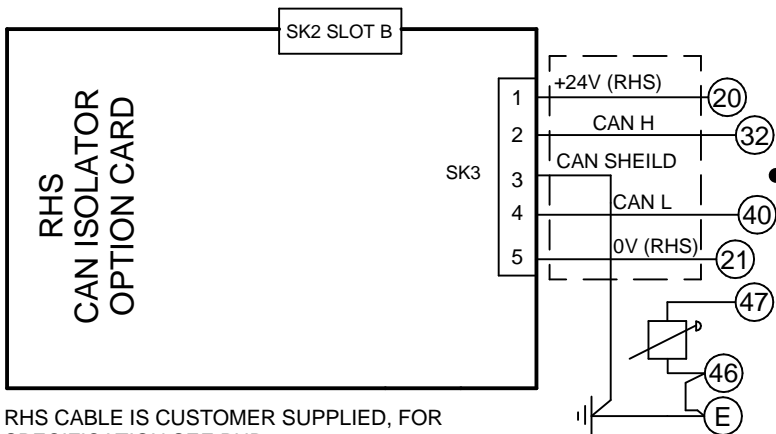 SK2 SLOT B
RHS
CAN ISOLATOR
OPTION CARD
SK3
1
+24V (RHS)
20
2
CAN H
32
3
CAN SHEILD
4
CAN L
40
5
0V (RHS)
21
47
46
E
RHS CABLE IS CUSTOMER SUPPLIED, FOR